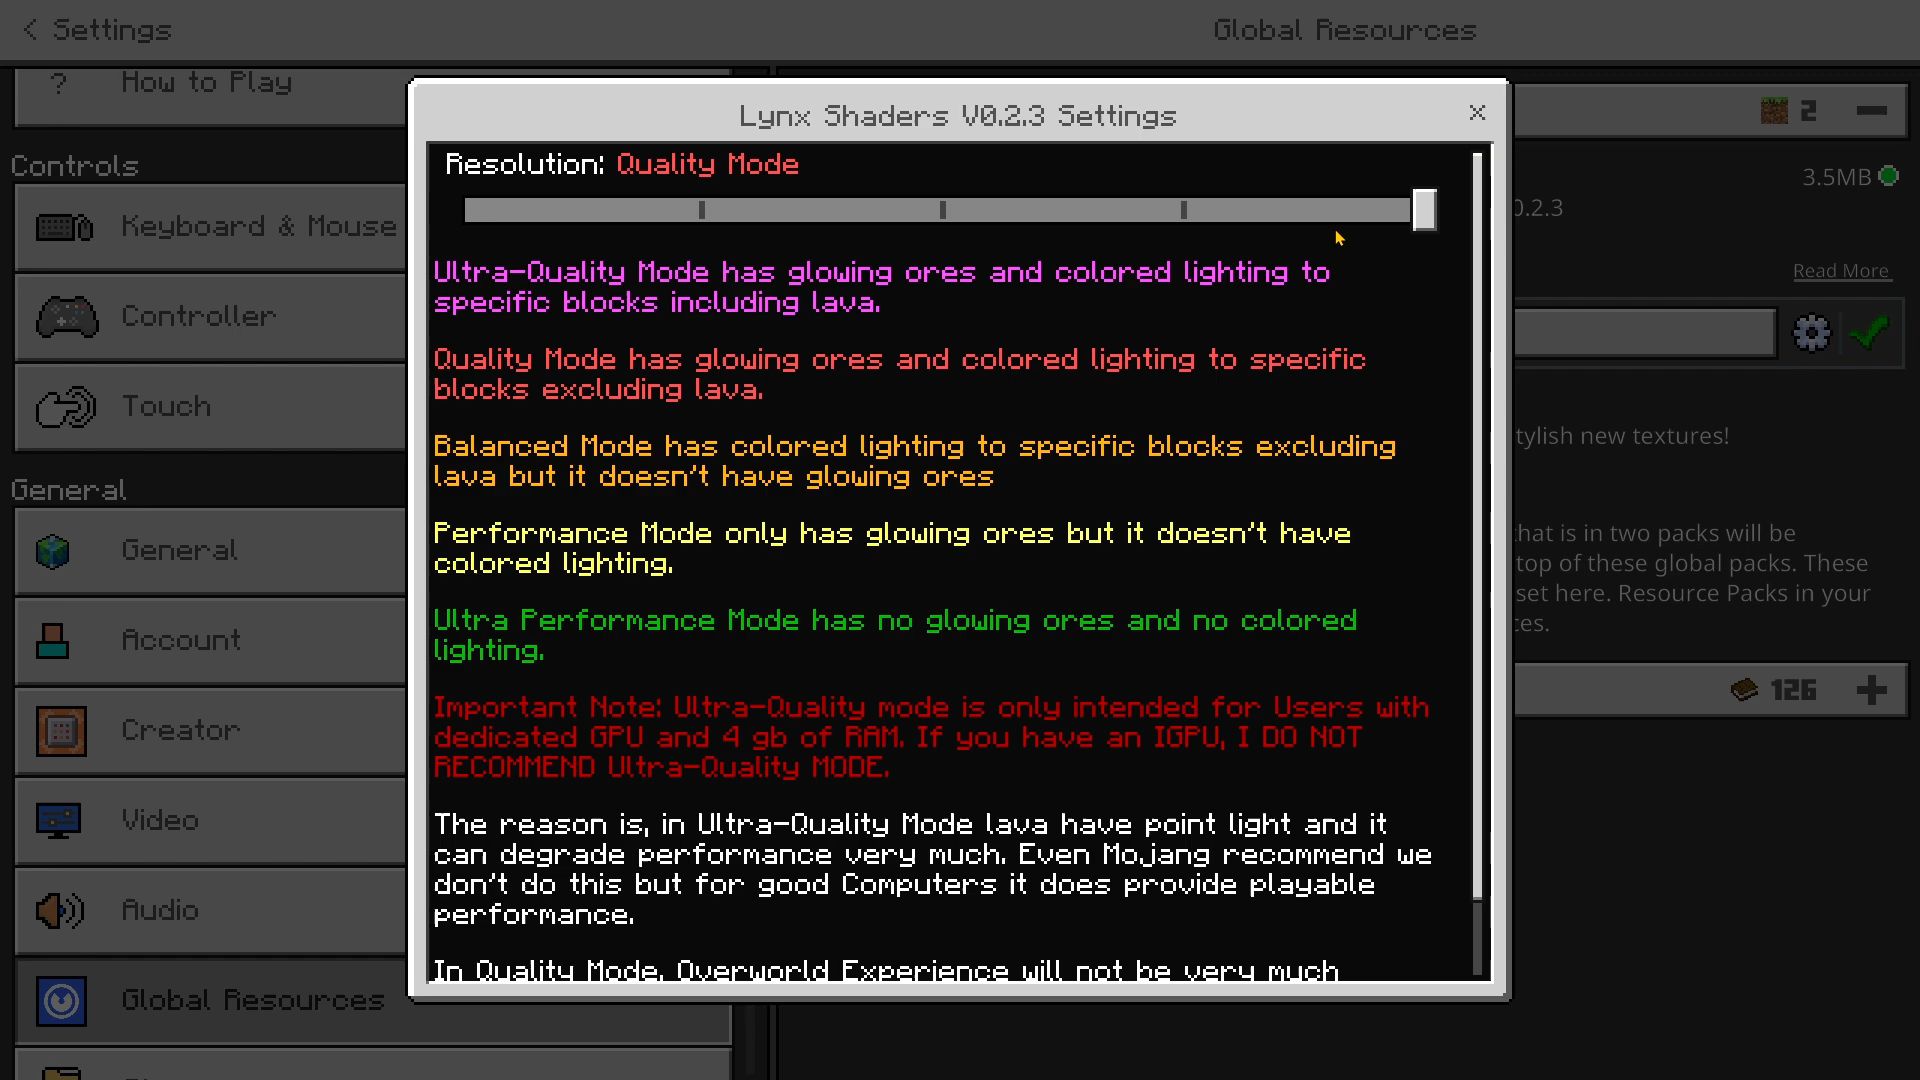 Settings
Global Resources
? How to Play
Controls
Keyboard & Mouse
Controller
Touch
General
General
Account
Creator
Video
Audio
Global Resources
Lynx Shaders V0.2.3 Settings
Resolution: Quality Mode
Ultra-Quality Mode has glowing ores and colored lighting to
specific blocks including lava.
Quality Mode has glowing ores and colored lighting to specific
blocks excluding lava.
Balanced Mode has colored lighting to specific blocks excluding
lava but it doesn't have glowing ores
Performance Mode only has glowing ores but it doesn't have
colored lighting.
Ultra Performance Mode has no glowing ores and no colored
lighting.
Important Note: Ultra-Quality mode is only intended for Users with
dedicated GPU and 4 gb of RAM. If you have an IGPU, I DO NOT
RECOMMEND Ultra-Quality MODE.
The reason is, in Ultra-Quality Mode lava have point light and it
can degrade performance very much. Even Mojang recommend we
don't do this but for good Computers it does provide playable
performance.
In Quality Mode, Overworld Experience will not be very much
2
3.5MB
0.2.3
Read More
tylish new textures!
that is in two packs will be
top of these global packs. These
set here. Resource Packs in your
ces.
126